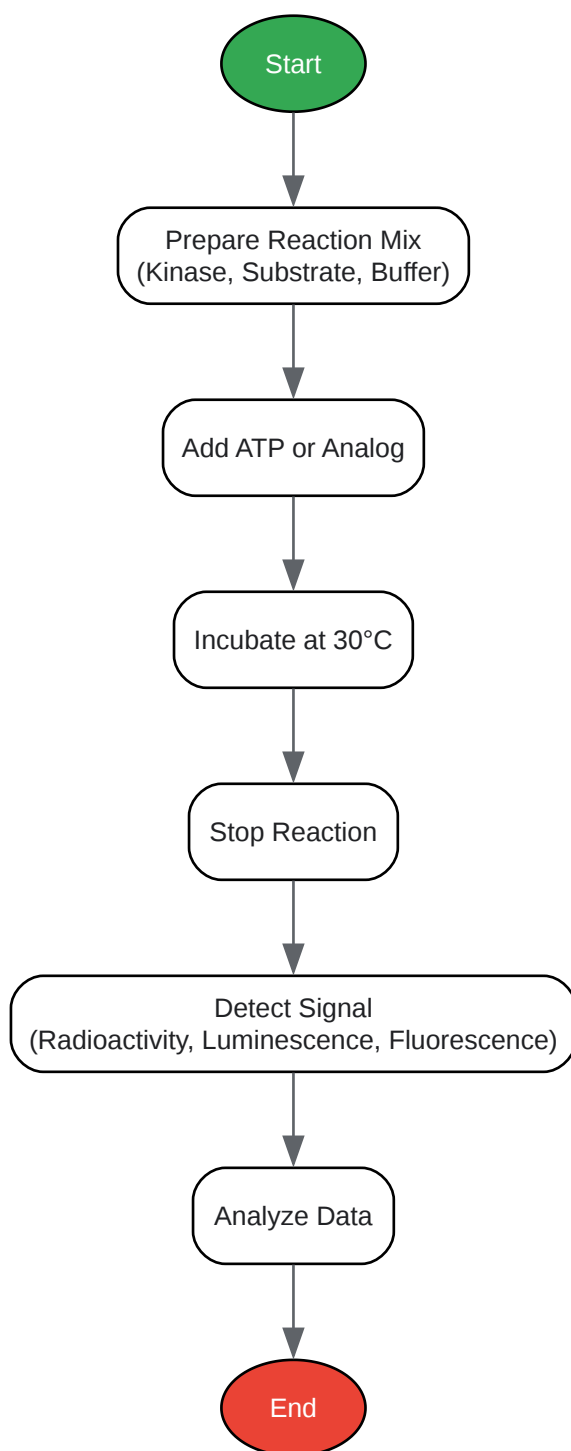 Start
Prepare Reaction Mix
(Kinase, Substrate, Buffer)
Add ATP or Analog
Incubate at 30°C
Stop Reaction
Detect Signal
(Radioactivity, Luminescence, Fluorescence)
Analyze Data
End